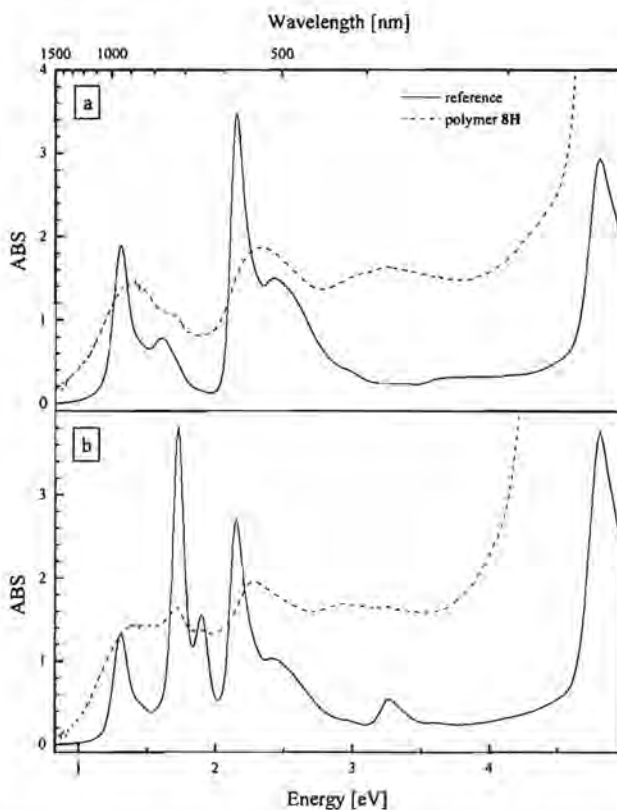 Wavelength [nm]
1500 1000 500
4
a
reference
polymer 8H
3
ABS
2
1
0
b
3
ABS
2
1
0
1 2 3 4
Energy [eV]